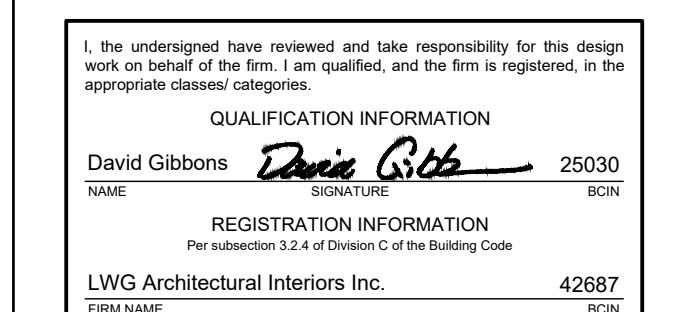 I, the undersigned have reviewed and take responsibility for this design
work on behalf of the firm. I am qualified, and the firm is registered, in the
appropriate classes/ categories.
QUALIFICATION INFORMATION
David Gibbons David Gibb 25030
NAME SIGNATURE BCIN
REGISTRATION INFORMATION
Per subsection 3.2.4 of Division C of the Building Code
LWG Architectural Interiors Inc. 42687
FIRM NAME BCIN